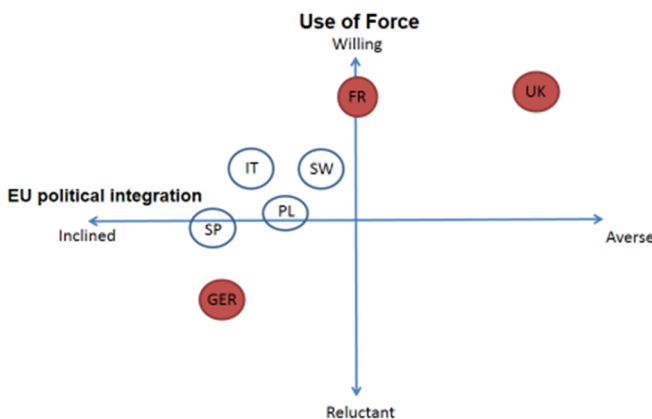 Use of Force
Willing
FR
UK
IT
SW
EU political integration
PL
SP
Inclined
Averse
GER
Reluctant